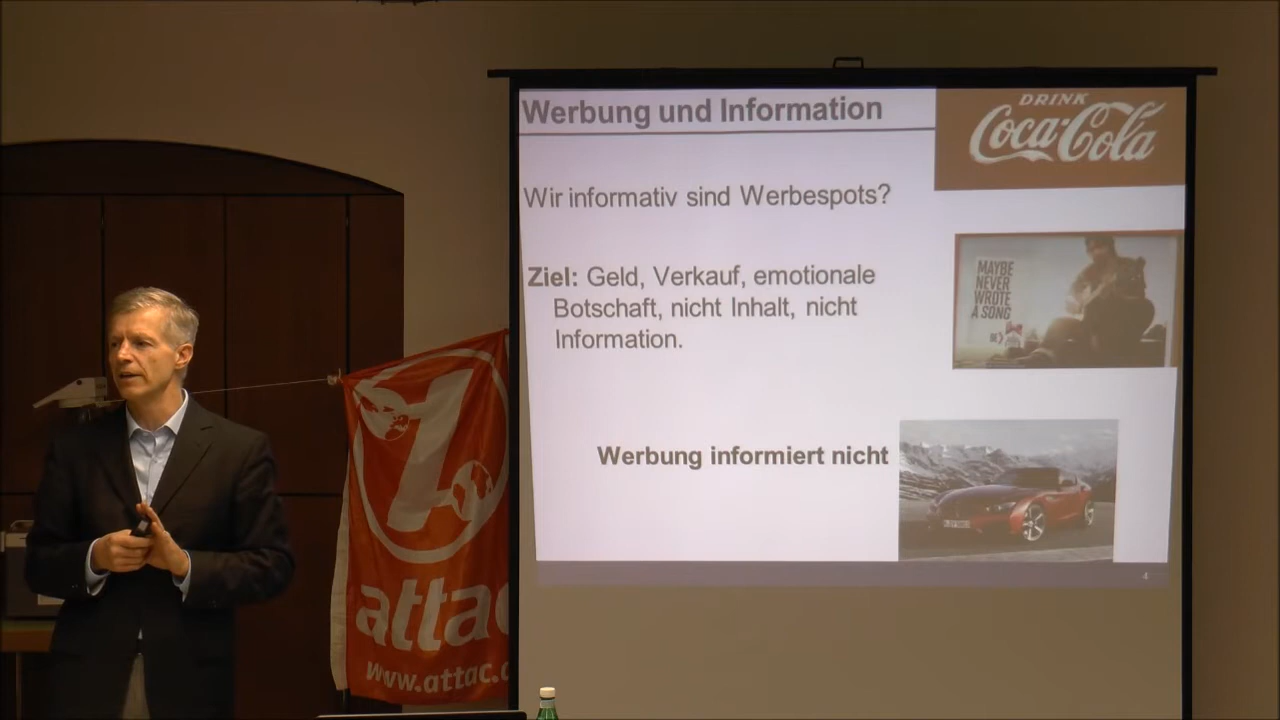 Werbung und Information
DRINK
Coca-Cola
Wir informativ sind Werbespots?
Ziel: Geld, Verkauf, emotionale
Botschaft, nicht Inhalt, nicht
Information.
MAYBE
NEVER
WROTE
A SONG
Werbung informiert nicht
4
attac
www.attac.